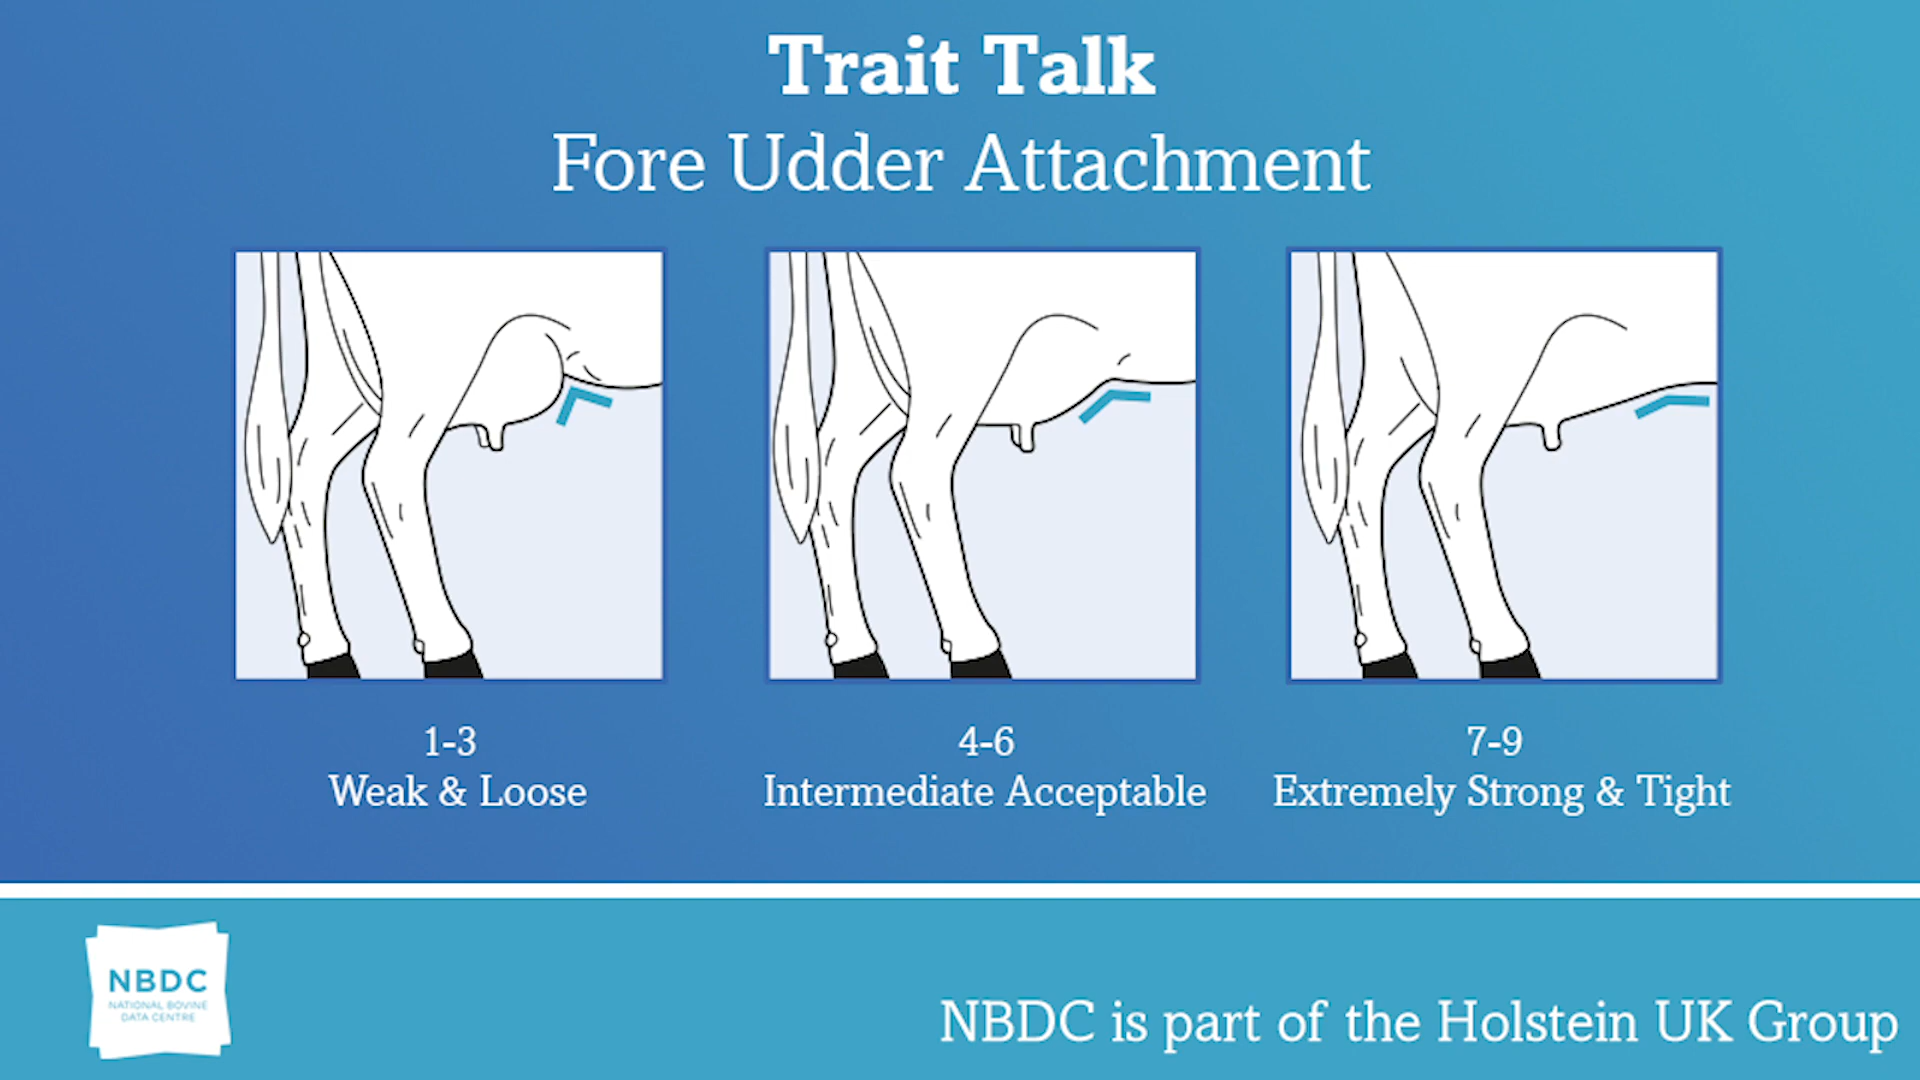 Trait Talk
Fore Udder Attachment
1-3
Weak & Loose
4-6
Intermediate Acceptable
7-9
Extremely Strong & Tight
NBDC
NATIONAL BOVINE
DATA CENTRE
NBDC is part of the Holstein UK Group